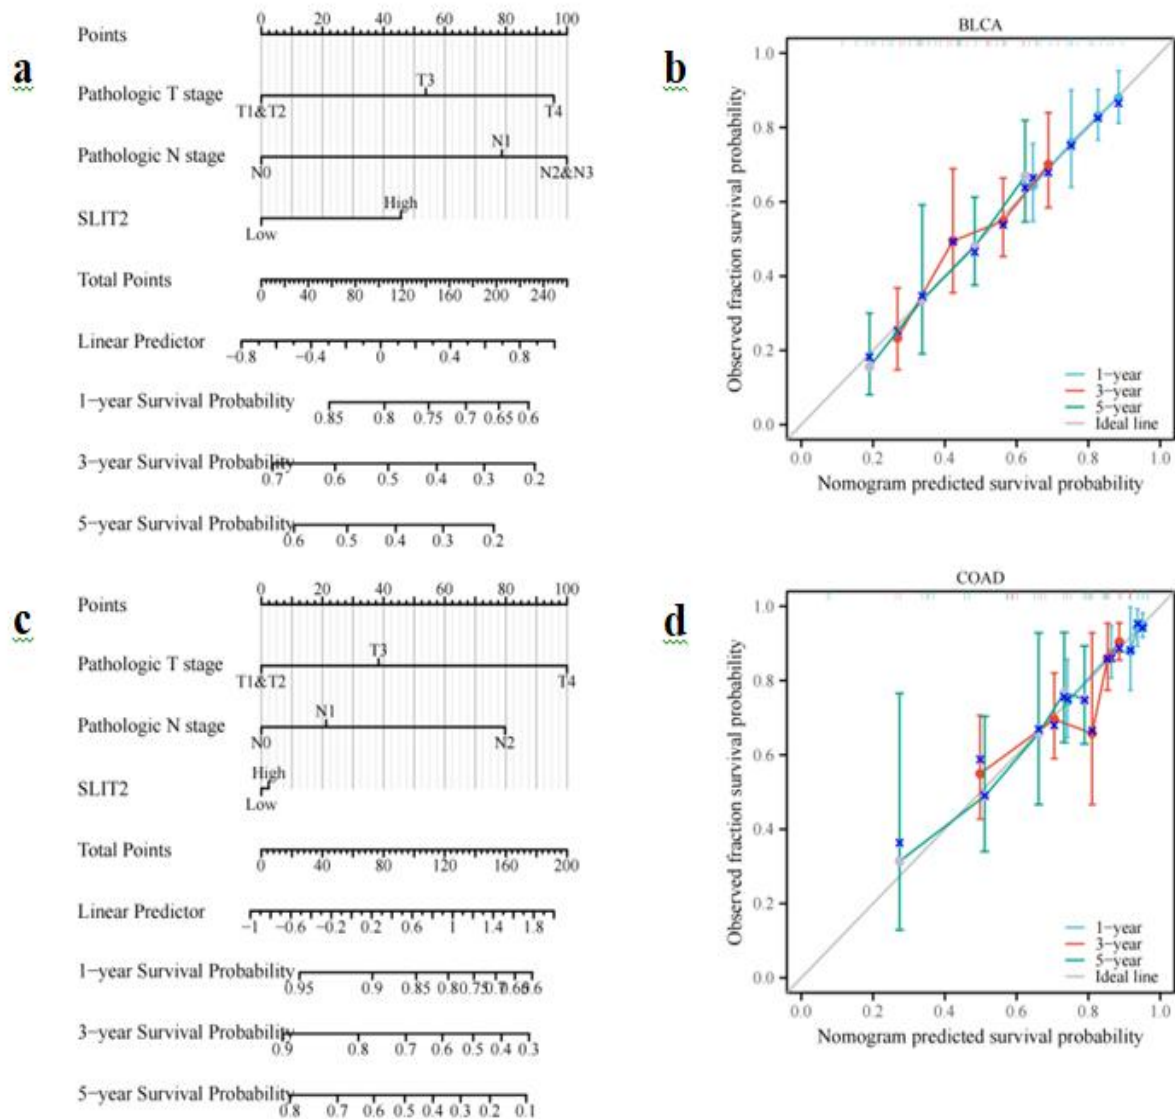 a
0 20 40 60 80 100
Points
T3
Pathologic T stage
T1&T2 T4
N1
Pathologic N stage
N0 N2&N3
High
SLIT2
Low
Total Points
0 40 80 120 160 200 240
Linear Predictor
−0.8 −0.4 0 0.4 0.8
1−year Survival Probability
0.85 0.8 0.75 0.7 0.65 0.6
3−year Survival Probability
0.7 0.6 0.5 0.4 0.3 0.2
5−year Survival Probability
0.6 0.5 0.4 0.3 0.2
b
BLCA
Observed fraction survival probability
1.0
0.8
0.6
0.4
0.2
0.0
1−year
3−year
5−year
Ideal line
0.0 0.2 0.4 0.6 0.8 1.0
Nomogram predicted survival probability
c
0 20 40 60 80 100
Points
T3
Pathologic T stage
T1&T2 T4
N1
Pathologic N stage
N0 N2
High
SLIT2
Low
Total Points
0 40 80 120 160 200
Linear Predictor
−1 −0.6 −0.2 0.2 0.6 1 1.4 1.8
1−year Survival Probability
0.95 0.9 0.85 0.80 0.75 0.7 0.65 0.6
3−year Survival Probability
0.9 0.8 0.7 0.6 0.5 0.4 0.3
5−year Survival Probability
0.8 0.7 0.6 0.5 0.4 0.3 0.2 0.1
d
COAD
Observed fraction survival probability
1.0
0.8
0.6
0.4
0.2
0.0
1−year
3−year
5−year
Ideal line
0.0 0.2 0.4 0.6 0.8 1.0
Nomogram predicted survival probability